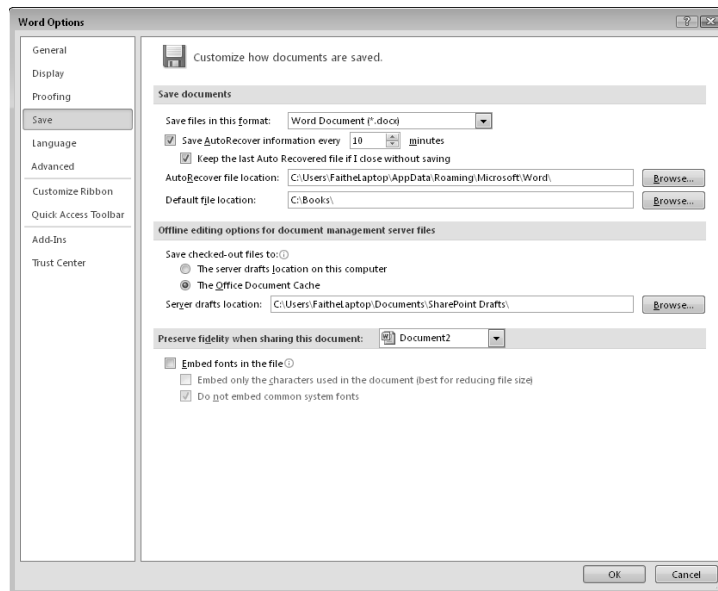 Word Options
General
Display
Proofing
Save
Language
Advanced
Customize Ribbon
Quick Access Toolbar
Add-Ins
Trust Center
Customize how documents are saved.
Save documents
Save files in this format: Word Document (*.docx)
Save AutoRecover information every 10 minutes
Keep the last Auto Recovered file if I close without saving
AutoRecover file location: C:\Users\FaitheLaptop\AppData\Roaming\Microsoft\Word\ Browse...
Default file location: C:\Books\ Browse...
Offline editing options for document management server files
Save checked-out files to:
The server drafts location on this computer
The Office Document Cache
Server drafts location: C:\Users\FaitheLaptop\Documents\SharePoint Drafts\ Browse...
Preserve fidelity when sharing this document: Document2
Embed fonts in the file
Embed only the characters used in the document (best for reducing file size)
Do not embed common system fonts
OK Cancel